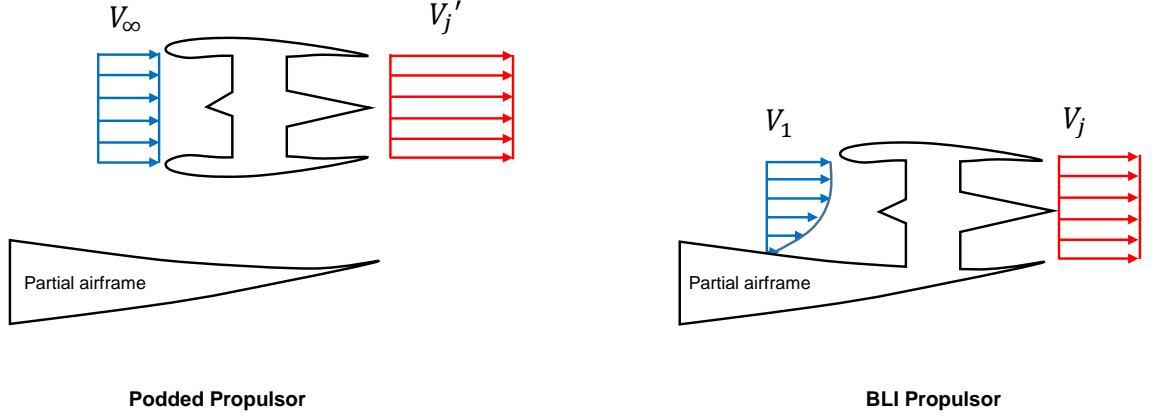 V∞
Vj′
V1
Vj
Partial airframe
Partial airframe
Podded Propulsor
BLI Propulsor